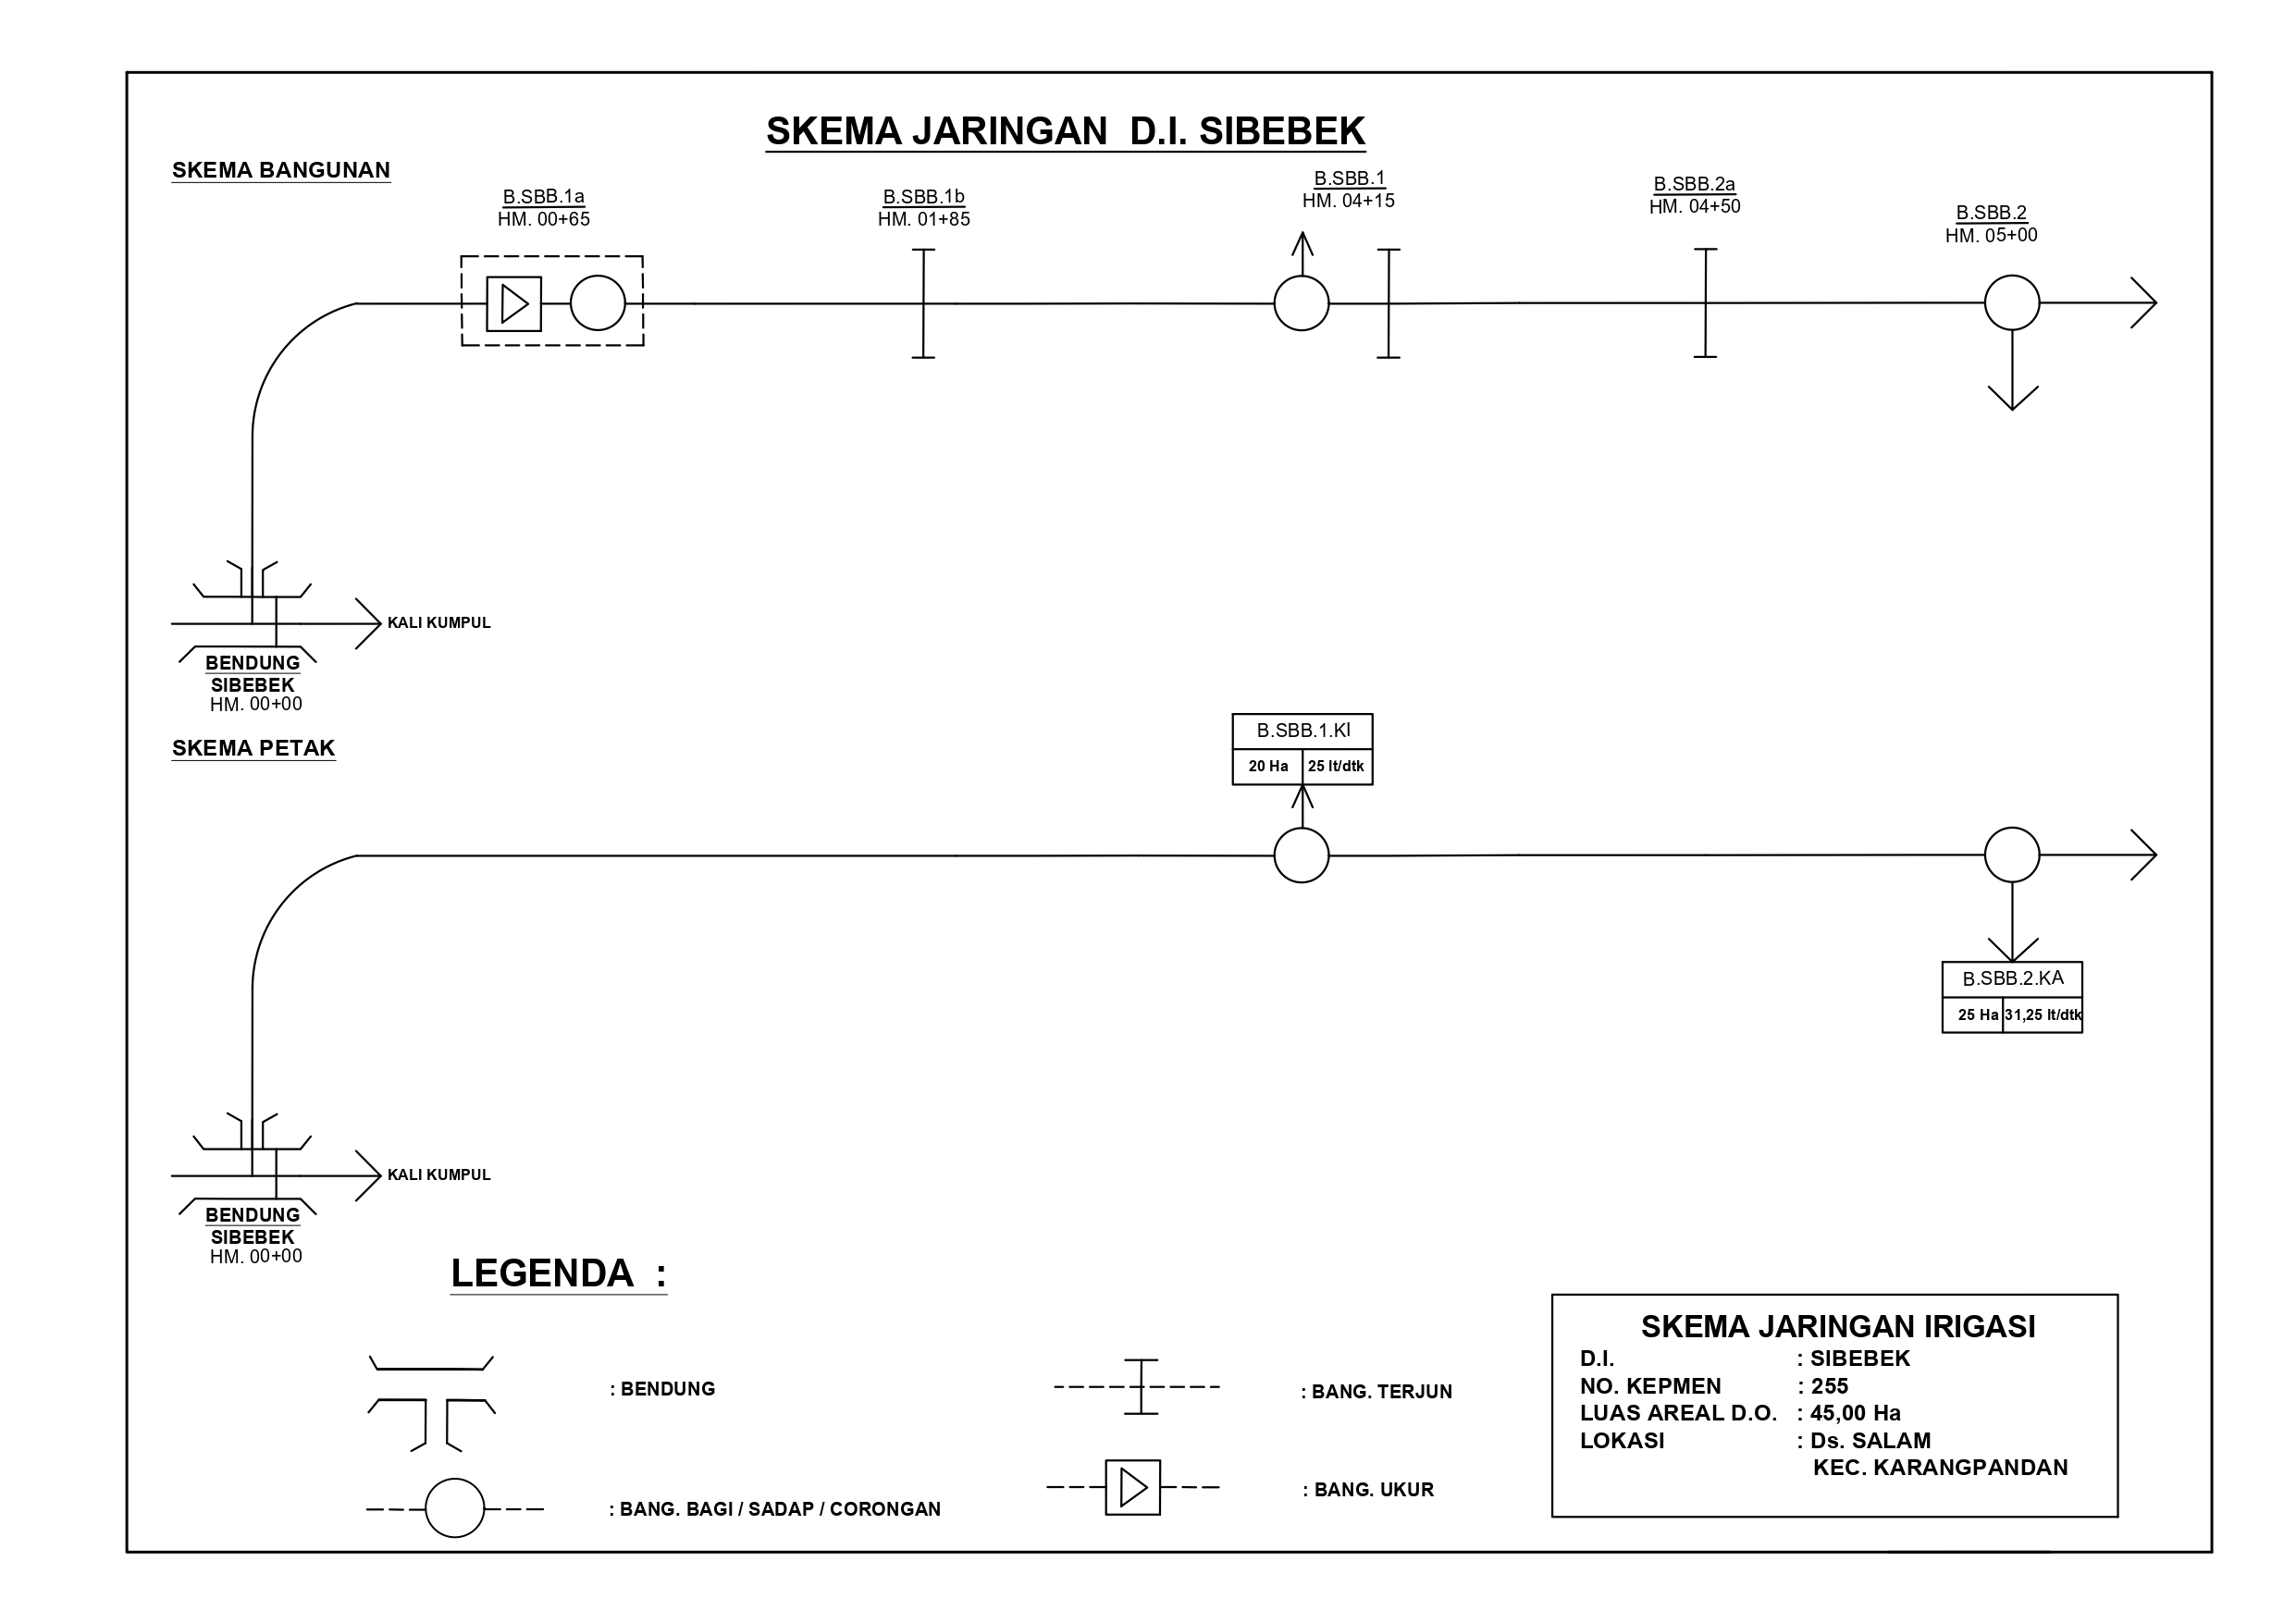 SKEMA JARINGAN  D.I. SIBEBEK
SKEMA BANGUNAN
B.SBB.1a
HM. 00+65
B.SBB.1b
HM. 01+85
B.SBB.1
HM. 04+15
B.SBB.2a
HM. 04+50
B.SBB.2
HM. 05+00
KALI KUMPUL
BENDUNG
SIBEBEK
HM. 00+00
SKEMA PETAK
B.SBB.1.KI
20 Ha 25 lt/dtk
B.SBB.2.KA
25 Ha 31,25 lt/dtk
KALI KUMPUL
BENDUNG
SIBEBEK
HM. 00+00
LEGENDA  :
: BENDUNG
: BANG. TERJUN
: BANG. BAGI / SADAP / CORONGAN
: BANG. UKUR
SKEMA JARINGAN IRIGASI
D.I. : SIBEBEK
NO. KEPMEN : 255
LUAS AREAL D.O. : 45,00 Ha
LOKASI : Ds. SALAM
KEC. KARANGPANDAN